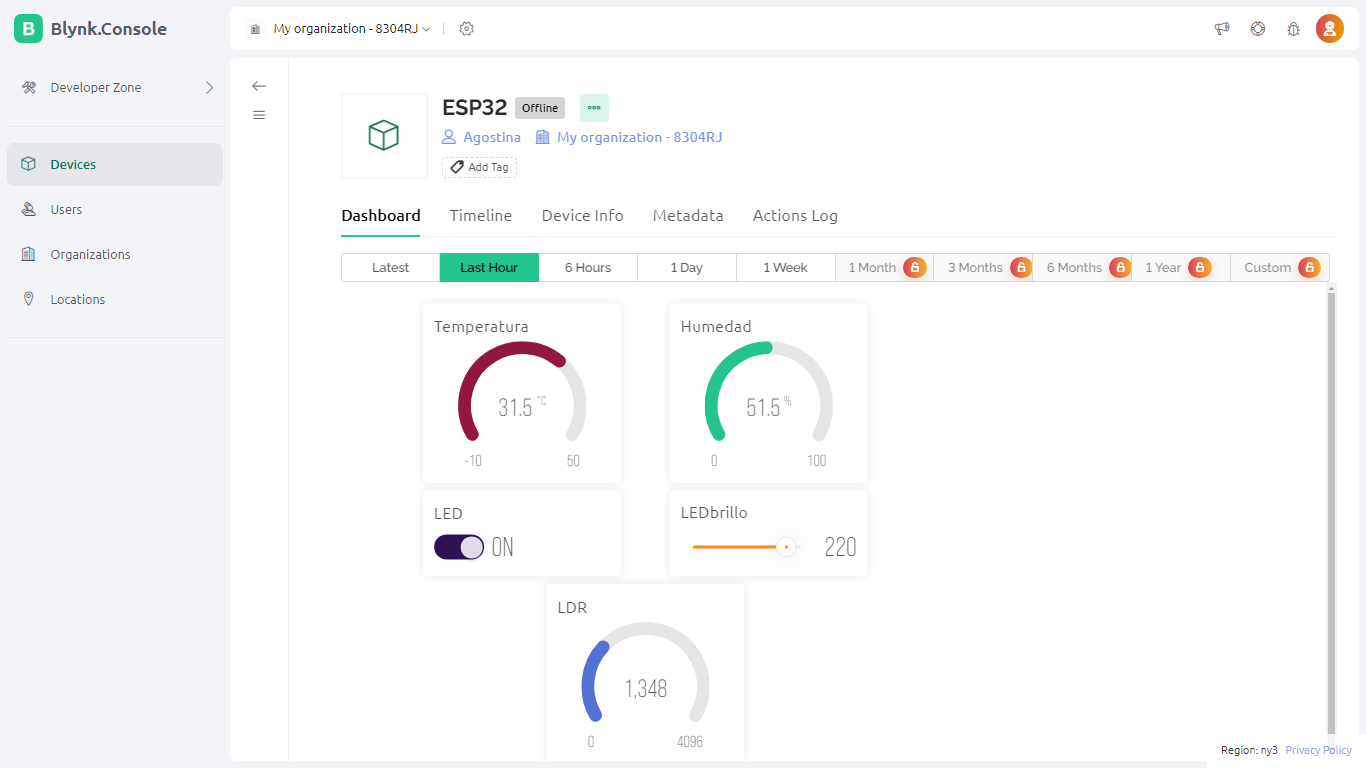 B Blynk.Console
My organization - 8304RJ
Developer Zone
Devices
Users
Organizations
Locations
ESP32 Offline
Agostina My organization - 8304RJ
Add Tag
Dashboard Timeline Device Info Metadata Actions Log
Latest Last Hour 6 Hours 1 Day 1 Week 1 Month 3 Months 6 Months 1 Year Custom
Temperatura
31.5 °C
-10 50
Humedad
51.5 %
0 100
LED
ON
LEDbrillo
220
LDR
1,348
0 4096
Region: ny3 Privacy Policy